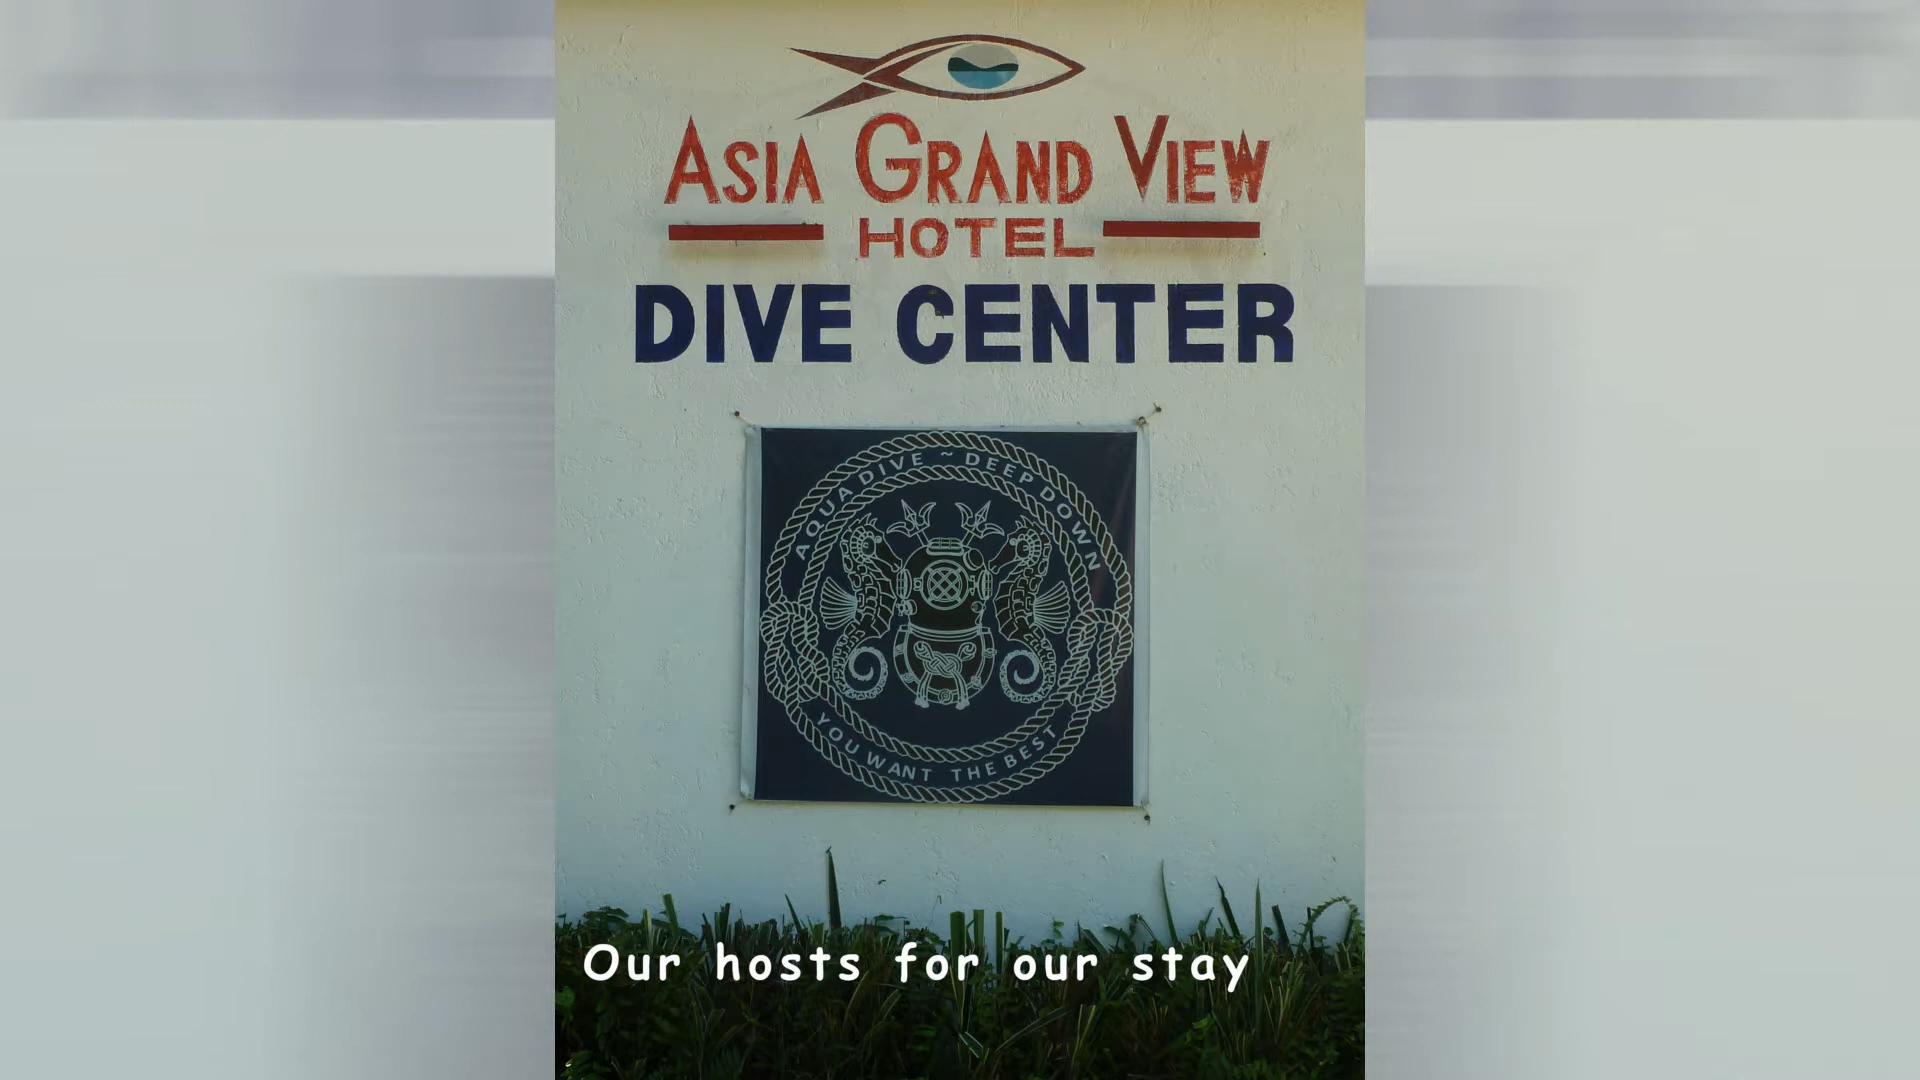 ASIA GRAND VIEW
HOTEL
DIVE CENTER
AQUA DIVE ~ DEEP DOWN
YOU WANT THE BEST
Our hosts for our stay